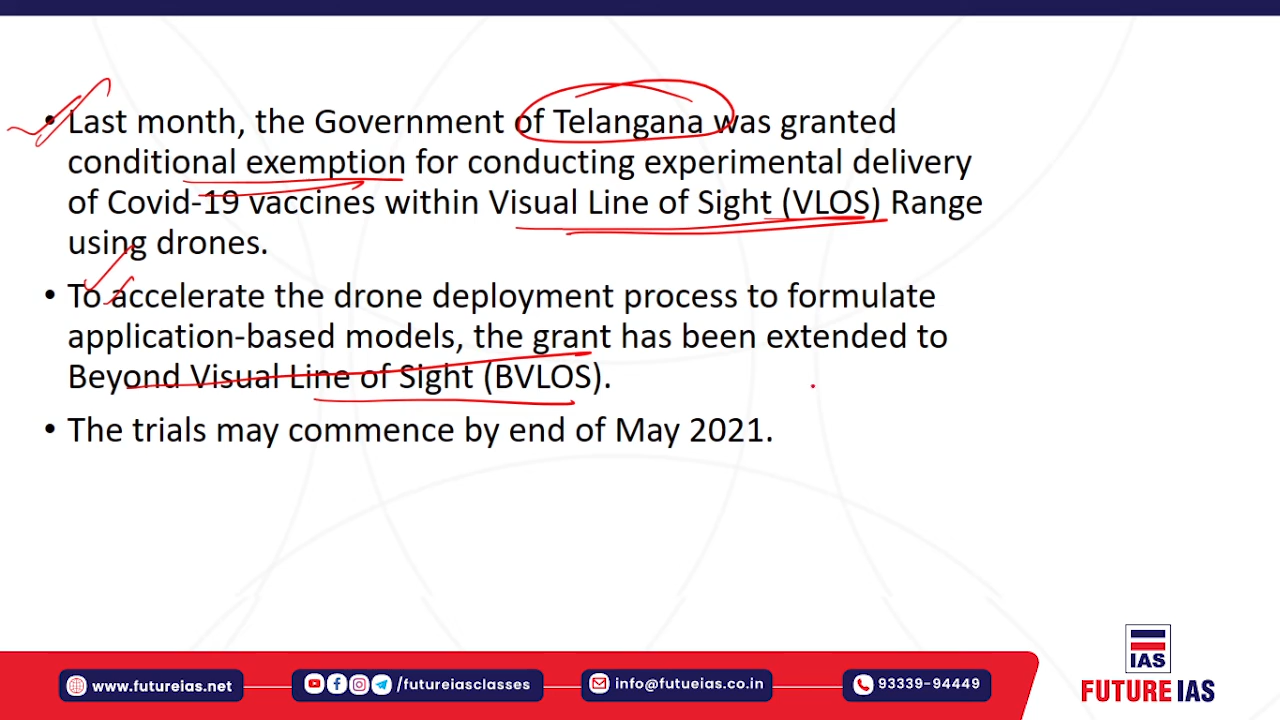 • Last month, the Government of Telangana was granted
conditional exemption for conducting experimental delivery
of Covid-19 vaccines within Visual Line of Sight (VLOS) Range
using drones.
• To accelerate the drone deployment process to formulate
application-based models, the grant has been extended to
Beyond Visual Line of Sight (BVLOS).
• The trials may commence by end of May 2021.
IAS
www.futureias.net
/futureiasclasses
info@futueias.co.in
93339-94449
FUTURE IAS